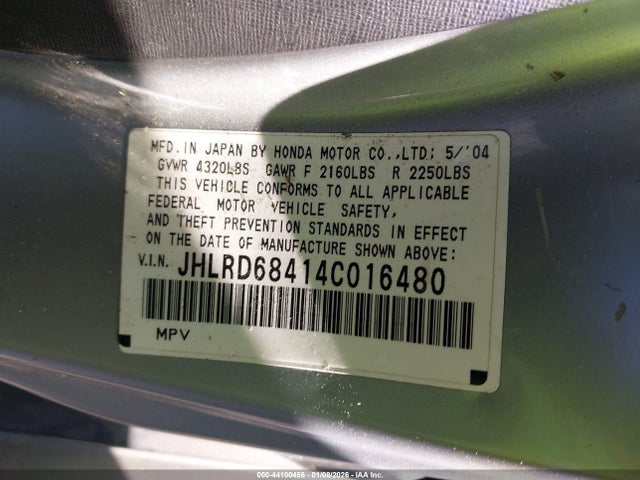 MFD. IN JAPAN BY HONDA MOTOR CO.,LTD; 5/'04
GVWR 4320LBS GAWR F 2160LBS R 2250LBS
THIS VEHICLE CONFORMS TO ALL APPLICABLE
FEDERAL MOTOR VEHICLE SAFETY,
AND THEFT PREVENTION STANDARDS IN EFFECT
ON THE DATE OF MANUFACTURE SHOWN ABOVE:
V.I.N. JHLRD68414C016480
MPV
000-44100456 | 01/08/2026 - IAA Inc.